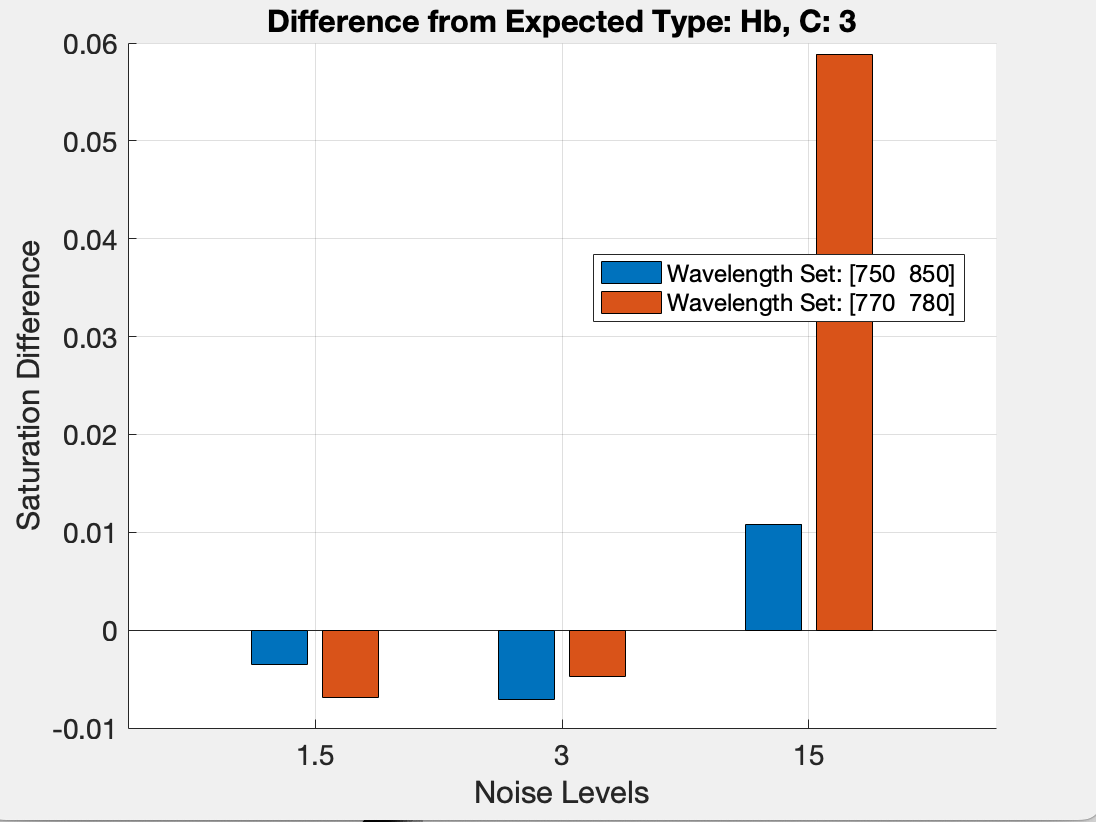 Difference from Expected Type: Hb, C: 3
0.06
0.05
0.04
0.03
0.02
0.01
0
-0.01
Saturation Difference
Wavelength Set: [750  850]
Wavelength Set: [770  780]
1.5
3
15
Noise Levels